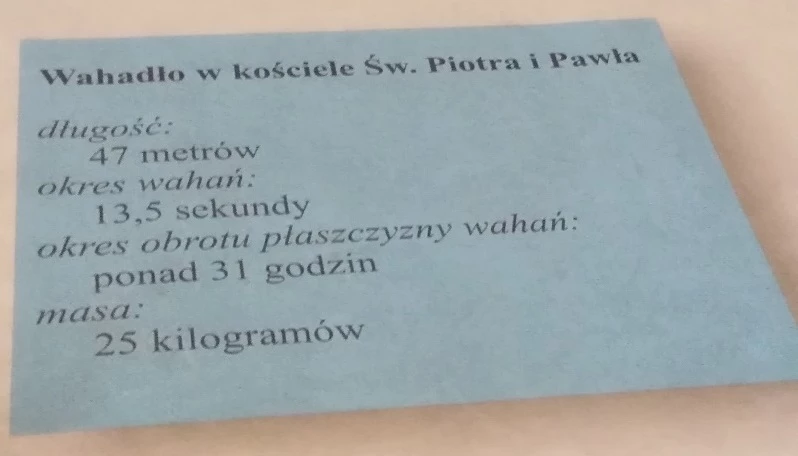 Wahadło w kościele Św. Piotra i Pawła
długość:
47 metrów
okres wahań:
13,5 sekundy
okres obrotu płaszczyzny wahań:
ponad 31 godzin
masa:
25 kilogramów